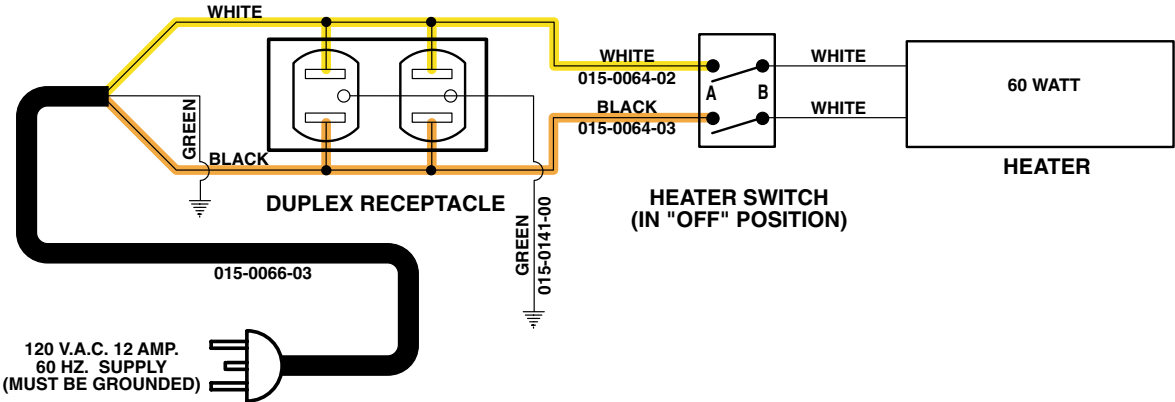 WHITE
GREEN
BLACK
DUPLEX RECEPTACLE
GREEN
015-0141-00
WHITE
015-0064-02
BLACK
015-0064-03
A
B
HEATER SWITCH
(IN "OFF" POSITION)
WHITE
WHITE
60 WATT
HEATER
015-0066-03
120 V.A.C. 12 AMP.
60 HZ. SUPPLY
(MUST BE GROUNDED)